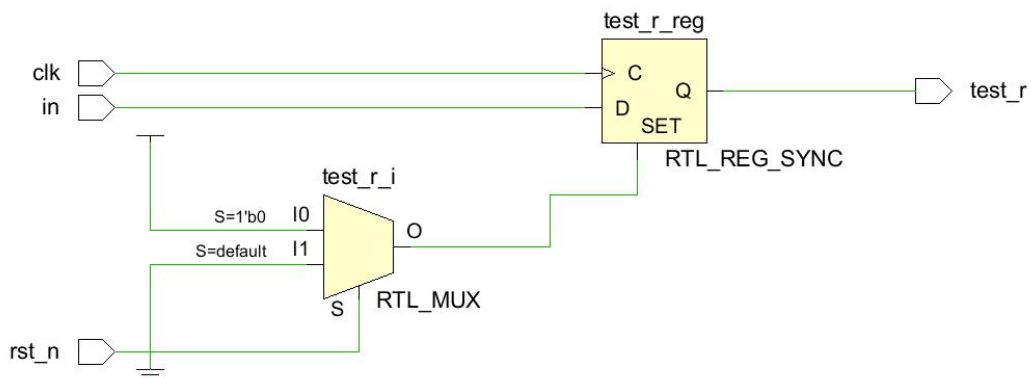 test_r_reg
clk
C
in
D
Q
test_r
SET
RTL_REG_SYNC
test_r_i
S=1'b0
I0
S=default
I1
O
S
RTL_MUX
rst_n